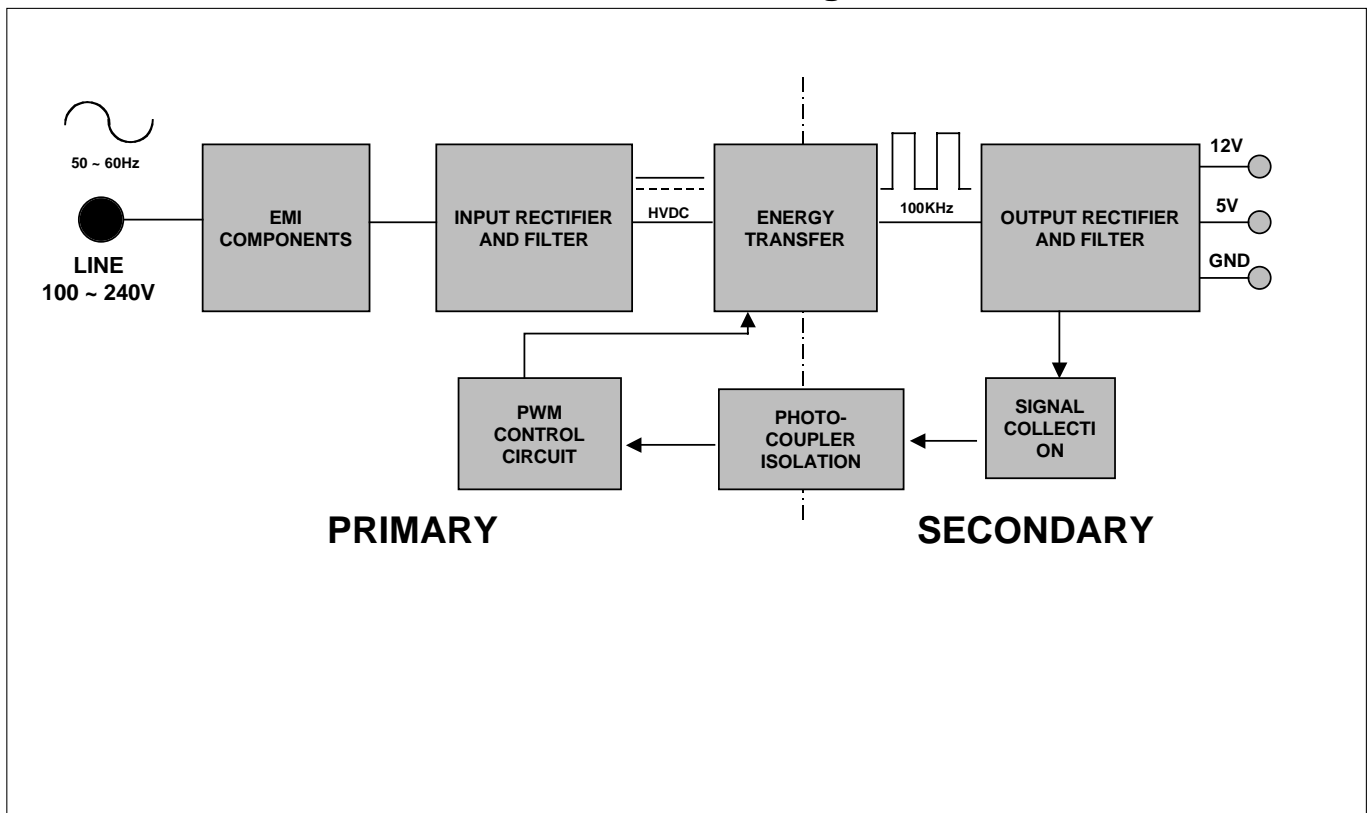 50 ~ 60Hz
LINE
100 ~ 240V
EMI
COMPONENTS
INPUT RECTIFIER
AND FILTER
HVDC
ENERGY
TRANSFER
100KHz
OUTPUT RECTIFIER
AND FILTER
12V
5V
GND
PWM
CONTROL
CIRCUIT
PHOTO-
COUPLER
ISOLATION
SIGNAL
COLLECTI
ON
PRIMARY
SECONDARY